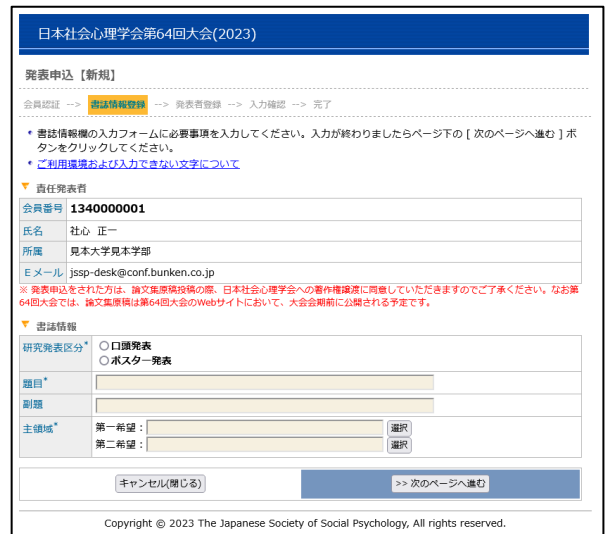 日本社会心理学会第64回大会(2023)
発表申込【新規】
会員認証 --> 書誌情報登録 --> 発表者登録 --> 入力確認 --> 完了
書誌情報欄の入力フォームに必要事項を入力してください。入力が終わりましたらページ下の [ 次のページへ進む ] ボ
タンをクリックしてください。
ご利用環境および入力できない文字について
責任発表者
会員番号 1340000001
氏名 社心 正一
所属 見本大学見本学部
Eメール jssp-desk@conf.bunken.co.jp
※ 発表申込をされた方は、論文集原稿投稿の際、日本社会心理学会への著作権譲渡に同意していただきますのでご了承ください。なお第
64回大会では、論文集原稿は第64回大会のWebサイトにおいて、大会会期前に公開される予定です。
書誌情報
研究発表区分* ○口頭発表
○ポスター発表
題目*
副題
主領域* 第一希望： 選択
第二希望： 選択
キャンセル(閉じる) >> 次のページへ進む
Copyright © 2023 The Japanese Society of Social Psychology, All rights reserved.